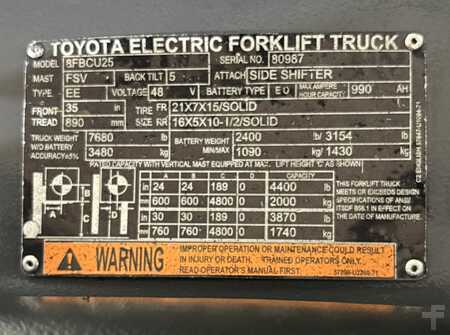 TOYOTA ELECTRIC FORKLIFT TRUCK
MODEL 8FBCU25 SERIAL NO. 80987
MAST FSV BACK TILT 5 ATTACH SIDE SHIFTER
TYPE EE VOLTAGE 48 V BATTERY TYPE EO MAX AMPERE HOUR CAPACITY 990 AH
FRONT 35 in TIRE FR 21X7X15/SOLID
TREAD 890 mm SIZE RR 16X5X10-1/2/SOLID
TRUCK WEIGHT 7680 lb BATTERY WEIGHT 2400 lb/ 3154 lb
W/O BATTERY ACCURACY±5% 3480 kg MIN/MAX 1090 kg/ 1430 kg
RATED CAPACITY WITH VERTICAL MAST EQUIPPED AT MAX. LIFT HEIGHT C AS SHOWN
A B C D
in 24 24 189 0 4400 lb
mm 600 600 4800 0 2000 kg
in 30 30 189 0 3870 lb
mm 760 760 4800 0 1740 kg
THIS FORKLIFT TRUCK
MEETS OR EXCEEDS
DESIGN SPECIFICATIONS OF ANSI
ITSDF B56.1 IN EFFECT ON THE
DATE OF MANUFACTURE.
WARNING
IMPROPER OPERATION OR MAINTENANCE COULD RESULT
IN INJURY OR DEATH. TRAINED OPERATORS ONLY.
READ OPERATOR'S MANUAL FIRST.